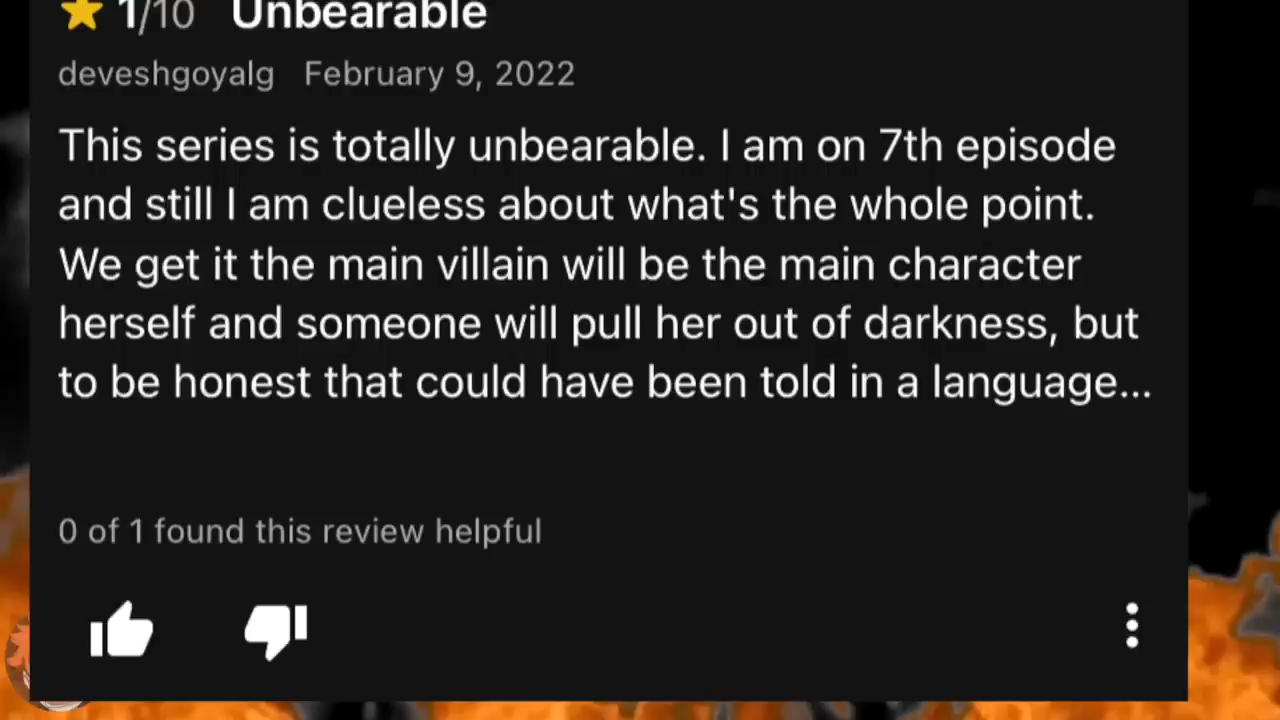 1/10 Unbearable
deveshgoyalg February 9, 2022
This series is totally unbearable. I am on 7th episode
and still I am clueless about what's the whole point.
We get it the main villain will be the main character
herself and someone will pull her out of darkness, but
to be honest that could have been told in a language...
0 of 1 found this review helpful